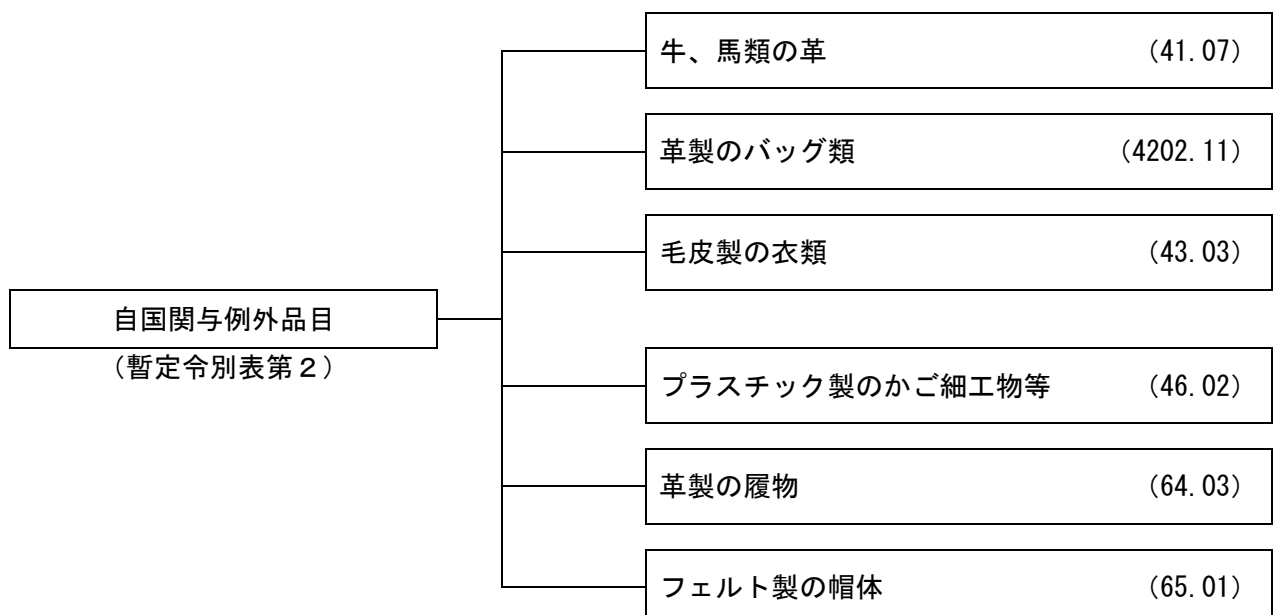 牛、馬類の革 (41.07)
革製のバッグ類 (4202.11)
毛皮製の衣類 (43.03)
自国関与例外品目
(暫定令別表第２)
プラスチック製のかご細工物等 (46.02)
革製の履物 (64.03)
フェルト製の帽体 (65.01)